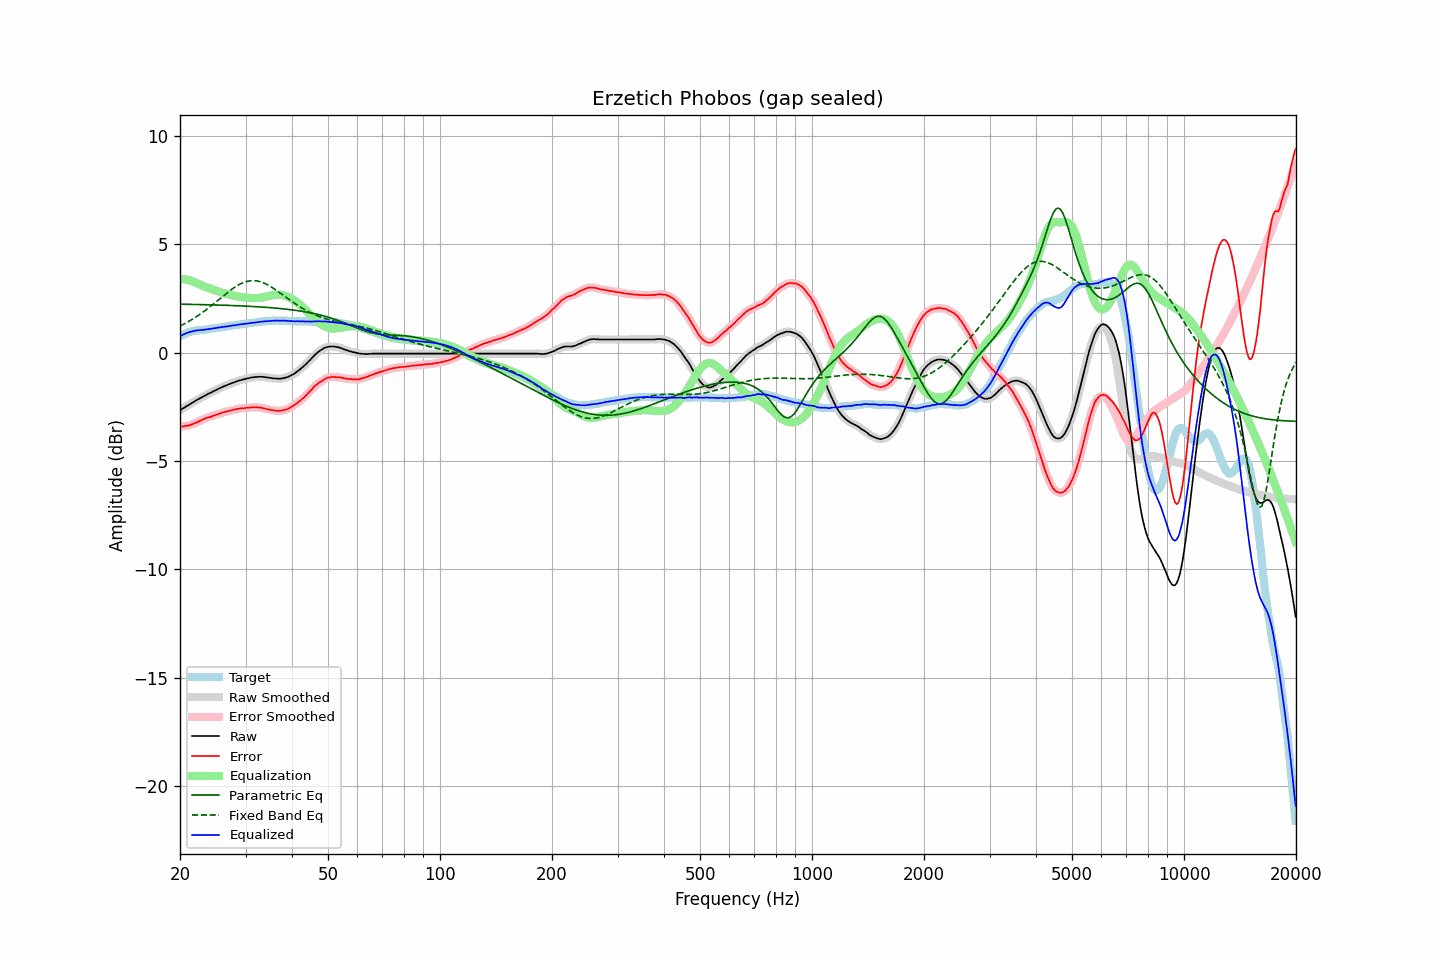 Erzetich Phobos (gap sealed)
10
5
0
−5
−10
−15
−20
Amplitude (dBr)
Target
Raw Smoothed
Error Smoothed
Raw
Error
Equalization
Parametric Eq
Fixed Band Eq
Equalized
20 50 100 200 500 1000 2000 5000 10000 20000
Frequency (Hz)